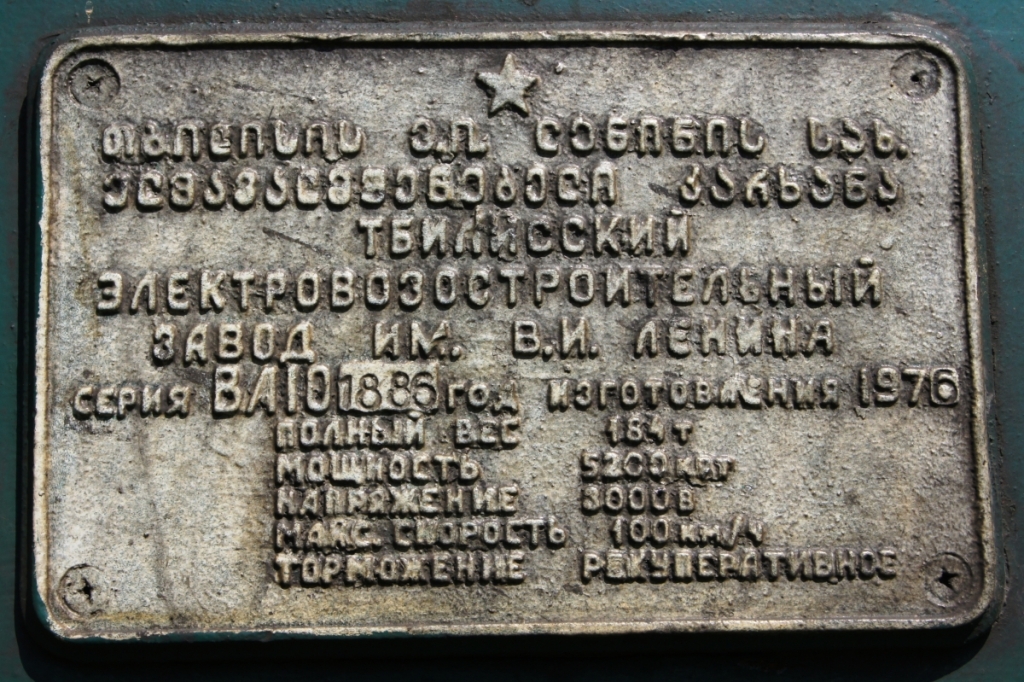 თბილისის ვ.ი. ლენინის სახ.
ელმავალმშენებელი ქარხანა
ТБИЛИССКИЙ
ЭЛЕКТРОВОЗОСТРОИТЕЛЬНЫЙ
ЗАВОД ИМ. В.И. ЛЕНИНА
СЕРИЯ ВЛ10 1886 ГОД ИЗГОТОВЛЕНИЯ 1976
ПОЛНЫЙ ВЕС 184 Т
МОЩНОСТЬ 5200 КВТ
НАПРЯЖЕНИЕ 3000 В
МАКС. СКОРОСТЬ 100 КМ/Ч
ТОРМОЖЕНИЕ РЕКУПЕРАТИВНОЕ